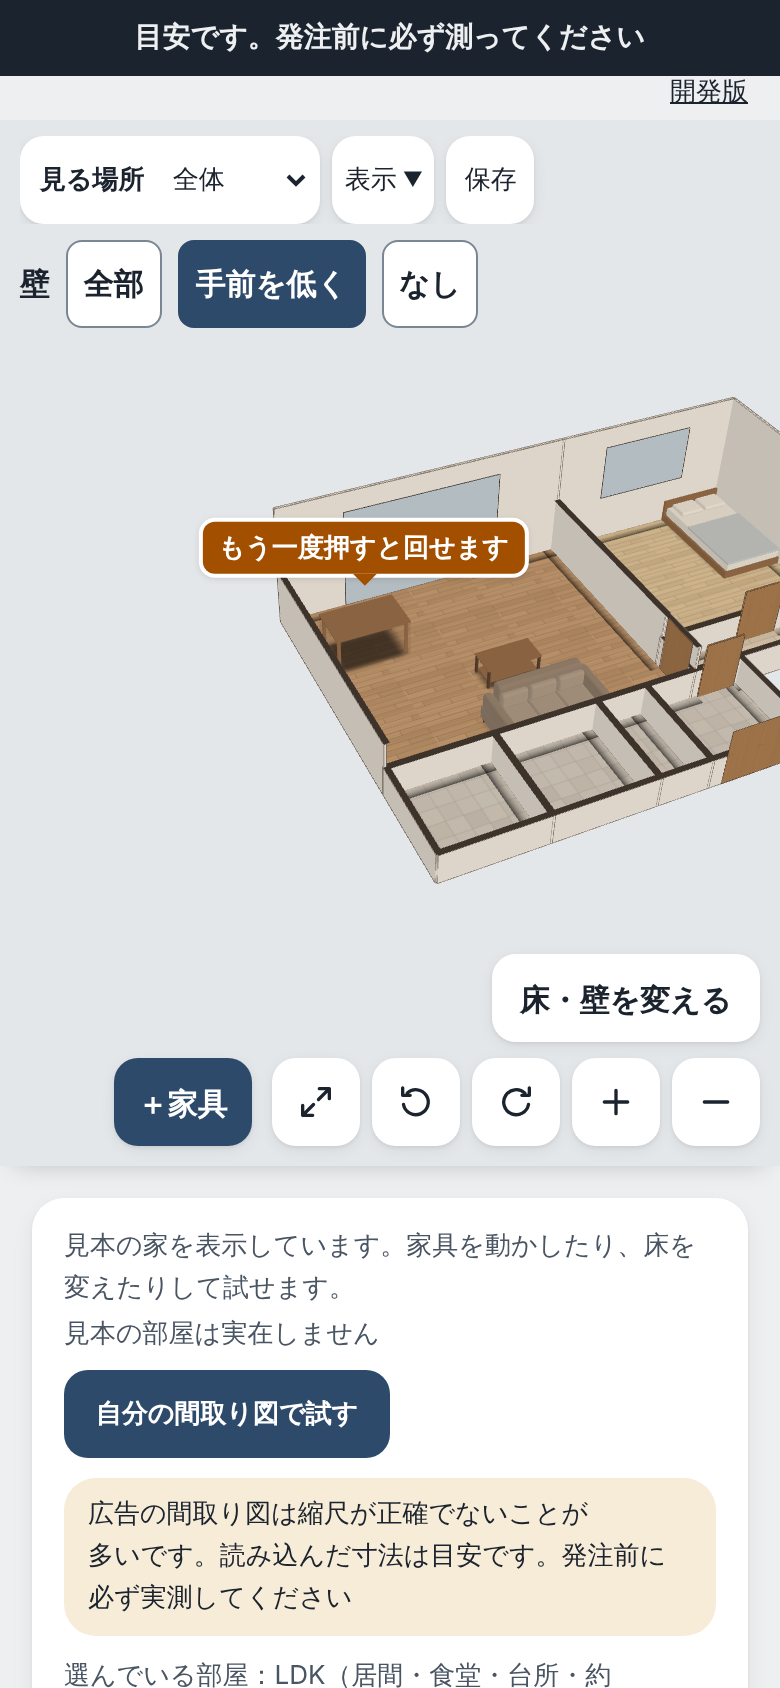 目安です。発注前に必ず測ってください
開発版
見る場所 全体
表示▼
保存
壁 全部 手前を低く なし
もう一度押すと回せます
床・壁を変える
+家具
見本の家を表示しています。家具を動かしたり、床を
変えたりして試せます。
見本の部屋は実在しません
自分の間取り図で試す
広告の間取り図は縮尺が正確でないことが
多いです。読み込んだ寸法は目安です。発注前に
必ず実測してください
選んでいる部屋：LDK（居間・食堂・台所・約